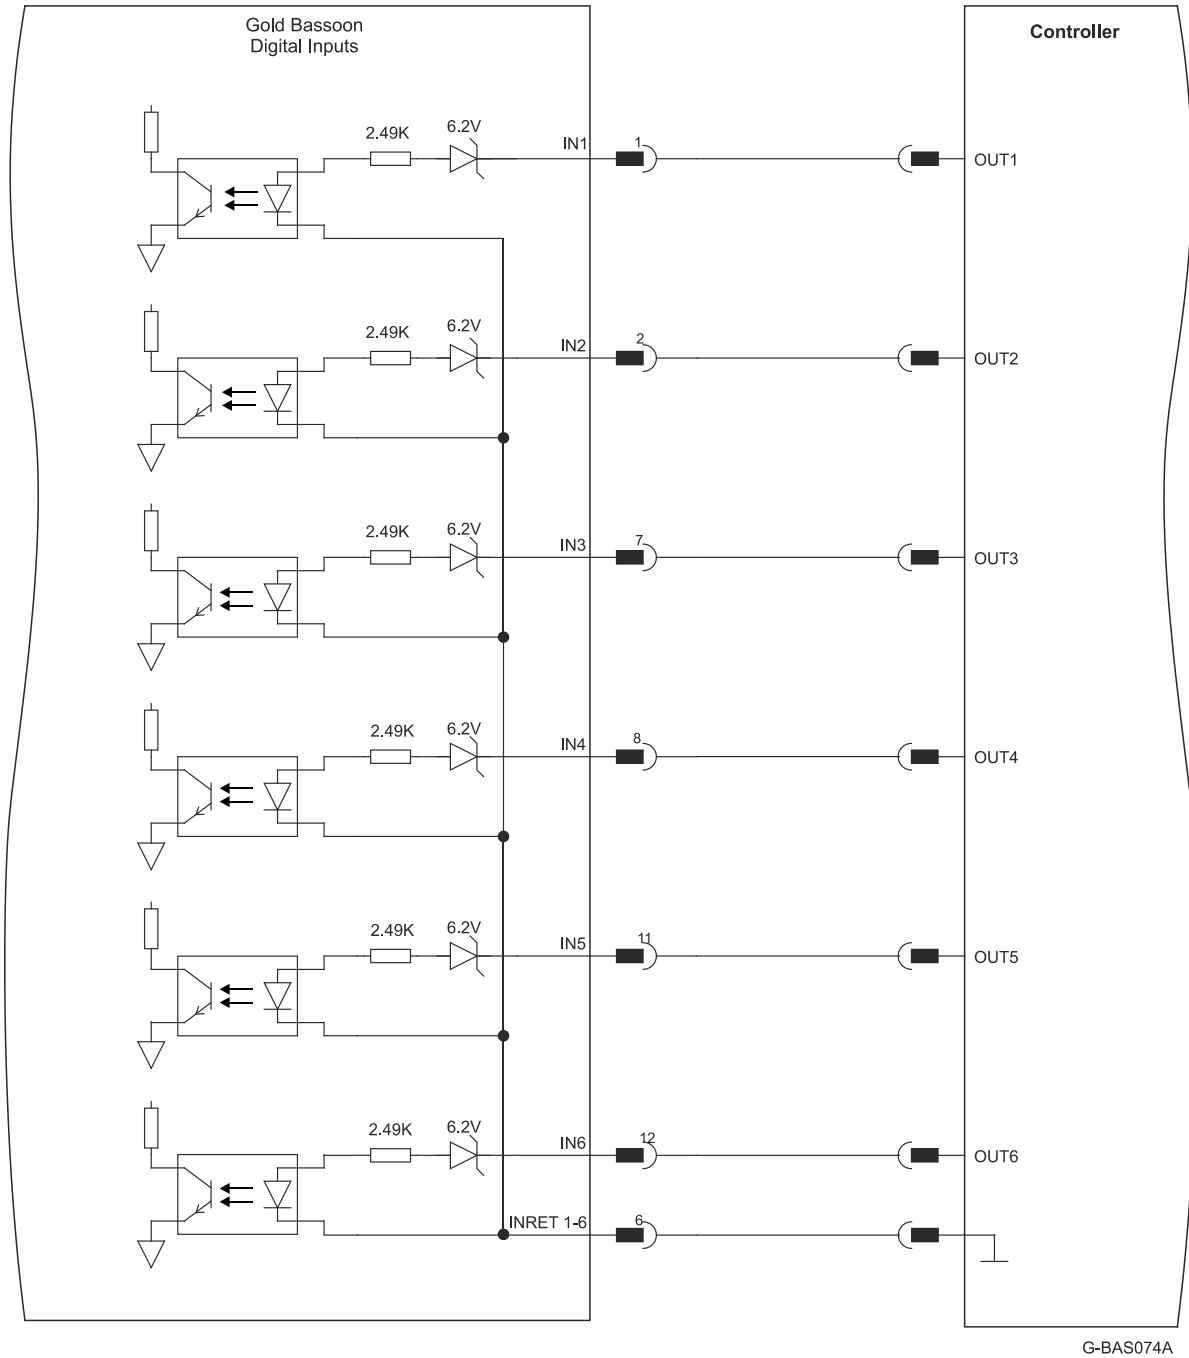 Gold Bassoon
Digital Inputs
Controller
2.49K
6.2V
IN1
1
OUT1
2.49K
6.2V
IN2
2
OUT2
2.49K
6.2V
IN3
7
OUT3
2.49K
6.2V
IN4
8
OUT4
2.49K
6.2V
IN5
11
OUT5
2.49K
6.2V
IN6
12
OUT6
INRET 1-6
6
G-BAS074A